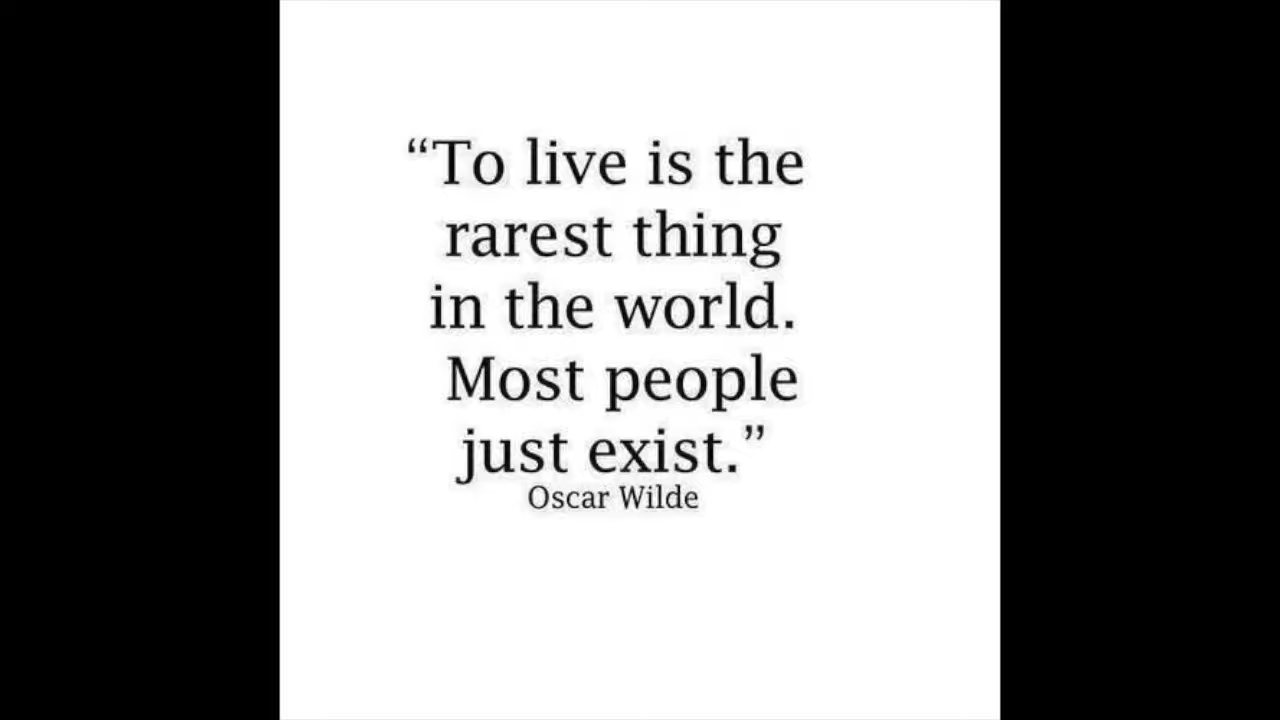 “To live is the
rarest thing
in the world.
Most people
just exist.”
Oscar Wilde